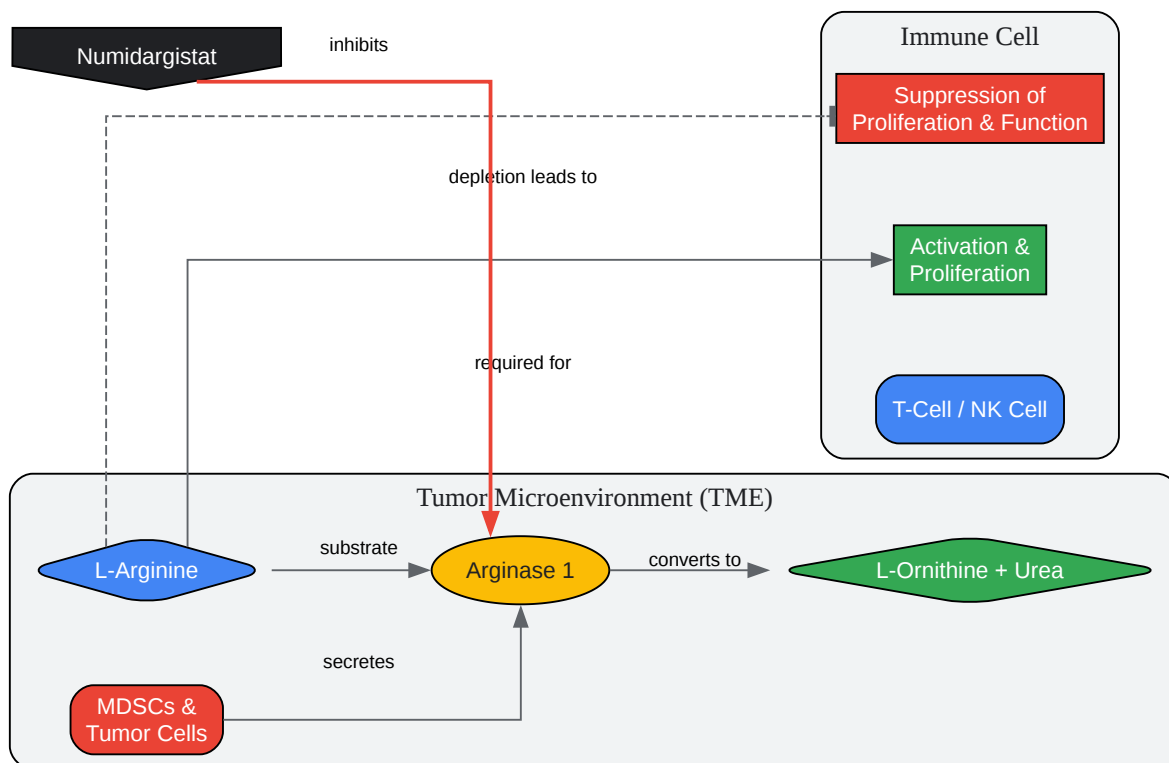 Numidargistat
inhibits
Immune Cell
Suppression of
Proliferation & Function
depletion leads to
Activation &
Proliferation
required for
T-Cell / NK Cell
Tumor Microenvironment (TME)
L-Arginine
substrate
Arginase 1
converts to
L-Ornithine + Urea
secretes
MDSCs &
Tumor Cells